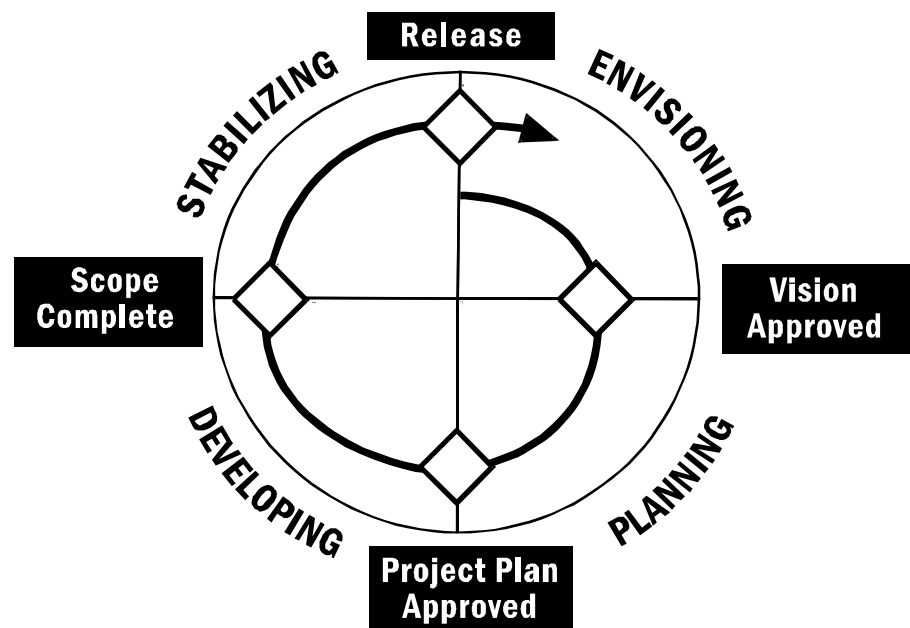 Release
ENVISIONING
Vision
Approved
PLANNING
Project Plan
Approved
DEVELOPING
Scope
Complete
STABILIZING